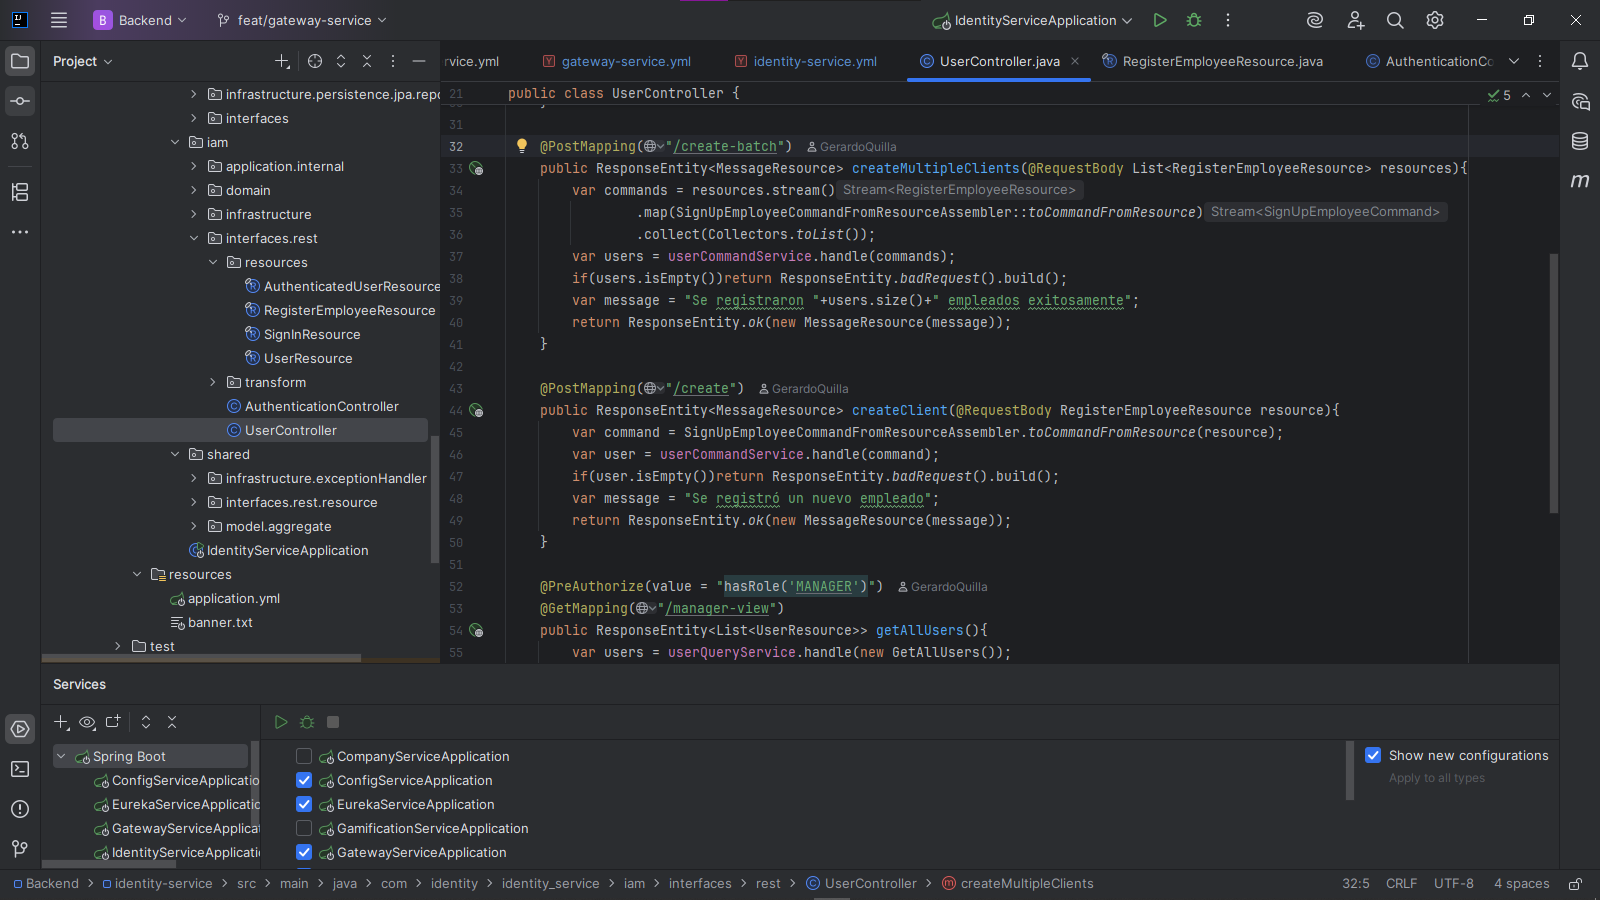 B Backend feat/gateway-service IdentityServiceApplication
Project
rvice.yml gateway-service.yml identity-service.yml UserController.java RegisterEmployeeResource.java AuthenticationCo
infrastructure.persistence.jpa.repo
interfaces
iam
application.internal
domain
infrastructure
interfaces.rest
resources
AuthenticatedUserResource
RegisterEmployeeResource
SignInResource
UserResource
transform
AuthenticationController
UserController
shared
infrastructure.exceptionHandler
interfaces.rest.resource
model.aggregate
IdentityServiceApplication
resources
application.yml
banner.txt
test
21 public class UserController {
5
31
32 @PostMapping("/create-batch") GerardoQuilla
33 public ResponseEntity<MessageResource> createMultipleClients(@RequestBody List<RegisterEmployeeResource> resources){
34 var commands = resources.stream() Stream<RegisterEmployeeResource>
35 .map(SignUpEmployeeCommandFromResourceAssembler::toCommandFromResource) Stream<SignUpEmployeeCommand>
36 .collect(Collectors.toList());
37 var users = userCommandService.handle(commands);
38 if(users.isEmpty())return ResponseEntity.badRequest().build();
39 var message = "Se registraron "+users.size()+" empleados exitosamente";
40 return ResponseEntity.ok(new MessageResource(message));
41 }
42
43 @PostMapping("/create") GerardoQuilla
44 public ResponseEntity<MessageResource> createClient(@RequestBody RegisterEmployeeResource resource){
45 var command = SignUpEmployeeCommandFromResourceAssembler.toCommandFromResource(resource);
46 var user = userCommandService.handle(command);
47 if(user.isEmpty())return ResponseEntity.badRequest().build();
48 var message = "Se registró un nuevo empleado";
49 return ResponseEntity.ok(new MessageResource(message));
50 }
51
52 @PreAuthorize(value = "hasRole('MANAGER')") GerardoQuilla
53 @GetMapping("/manager-view")
54 public ResponseEntity<List<UserResource>> getAllUsers(){
55 var users = userQueryService.handle(new GetAllUsers());
Services
Spring Boot
ConfigServiceApplicatio
EurekaServiceApplicatic
GatewayServiceApplicat
IdentityServiceApplicatio
CompanyServiceApplication
ConfigServiceApplication
EurekaServiceApplication
GamificationServiceApplication
GatewayServiceApplication
Show new configurations
Apply to all types
Backend > identity-service > src > main > java > com > identity > identity_service > iam > interfaces > rest > UserController > createMultipleClients 32:5 CRLF UTF-8 4 spaces